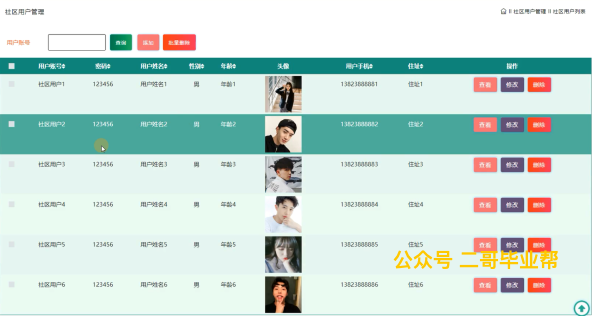 社区用户管理
社区用户管理 社区用户列表
用户账号 查询 添加 批量删除
用户账号 密码 用户姓名 性别 年龄 头像 用户手机 住址 操作
社区用户1 123456 用户姓名1 男 年龄1 13823888881 住址1 查看 修改 删除
社区用户2 123456 用户姓名2 男 年龄2 13823888882 住址2 查看 修改 删除
社区用户3 123456 用户姓名3 男 年龄3 13823888883 住址3 查看 修改 删除
社区用户4 123456 用户姓名4 男 年龄4 13823888884 住址4 查看 修改 删除
社区用户5 123456 用户姓名5 男 年龄5 13823888885 住址5 查看 修改 删除
公众号 二哥毕业帮
社区用户6 123456 用户姓名6 男 年龄6 13823888886 住址6 查看 修改 删除